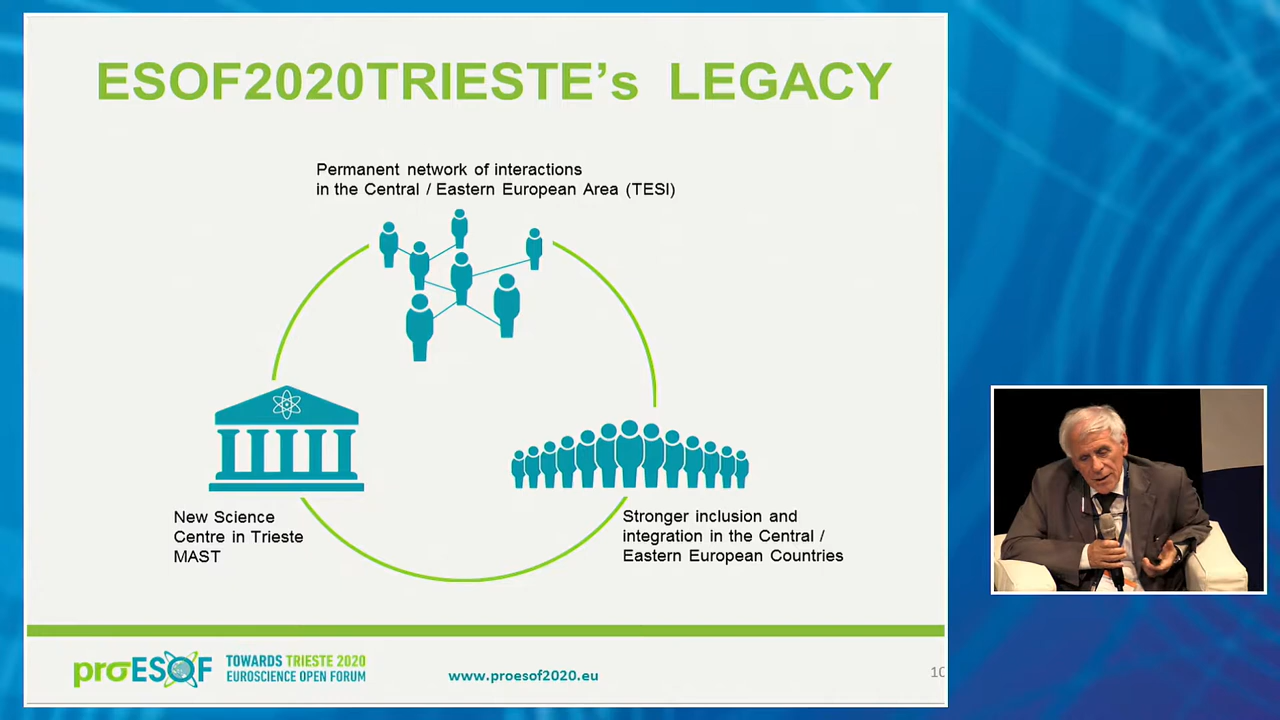 ESOF2020TRIESTE's LEGACY
Permanent network of interactions
in the Central / Eastern European Area (TESI)
New Science
Centre in Trieste
MAST
Stronger inclusion and
integration in the Central /
Eastern European Countries
proESOF
TOWARDS TRIESTE 2020
EUROSCIENCE OPEN FORUM
www.proesof2020.eu
10